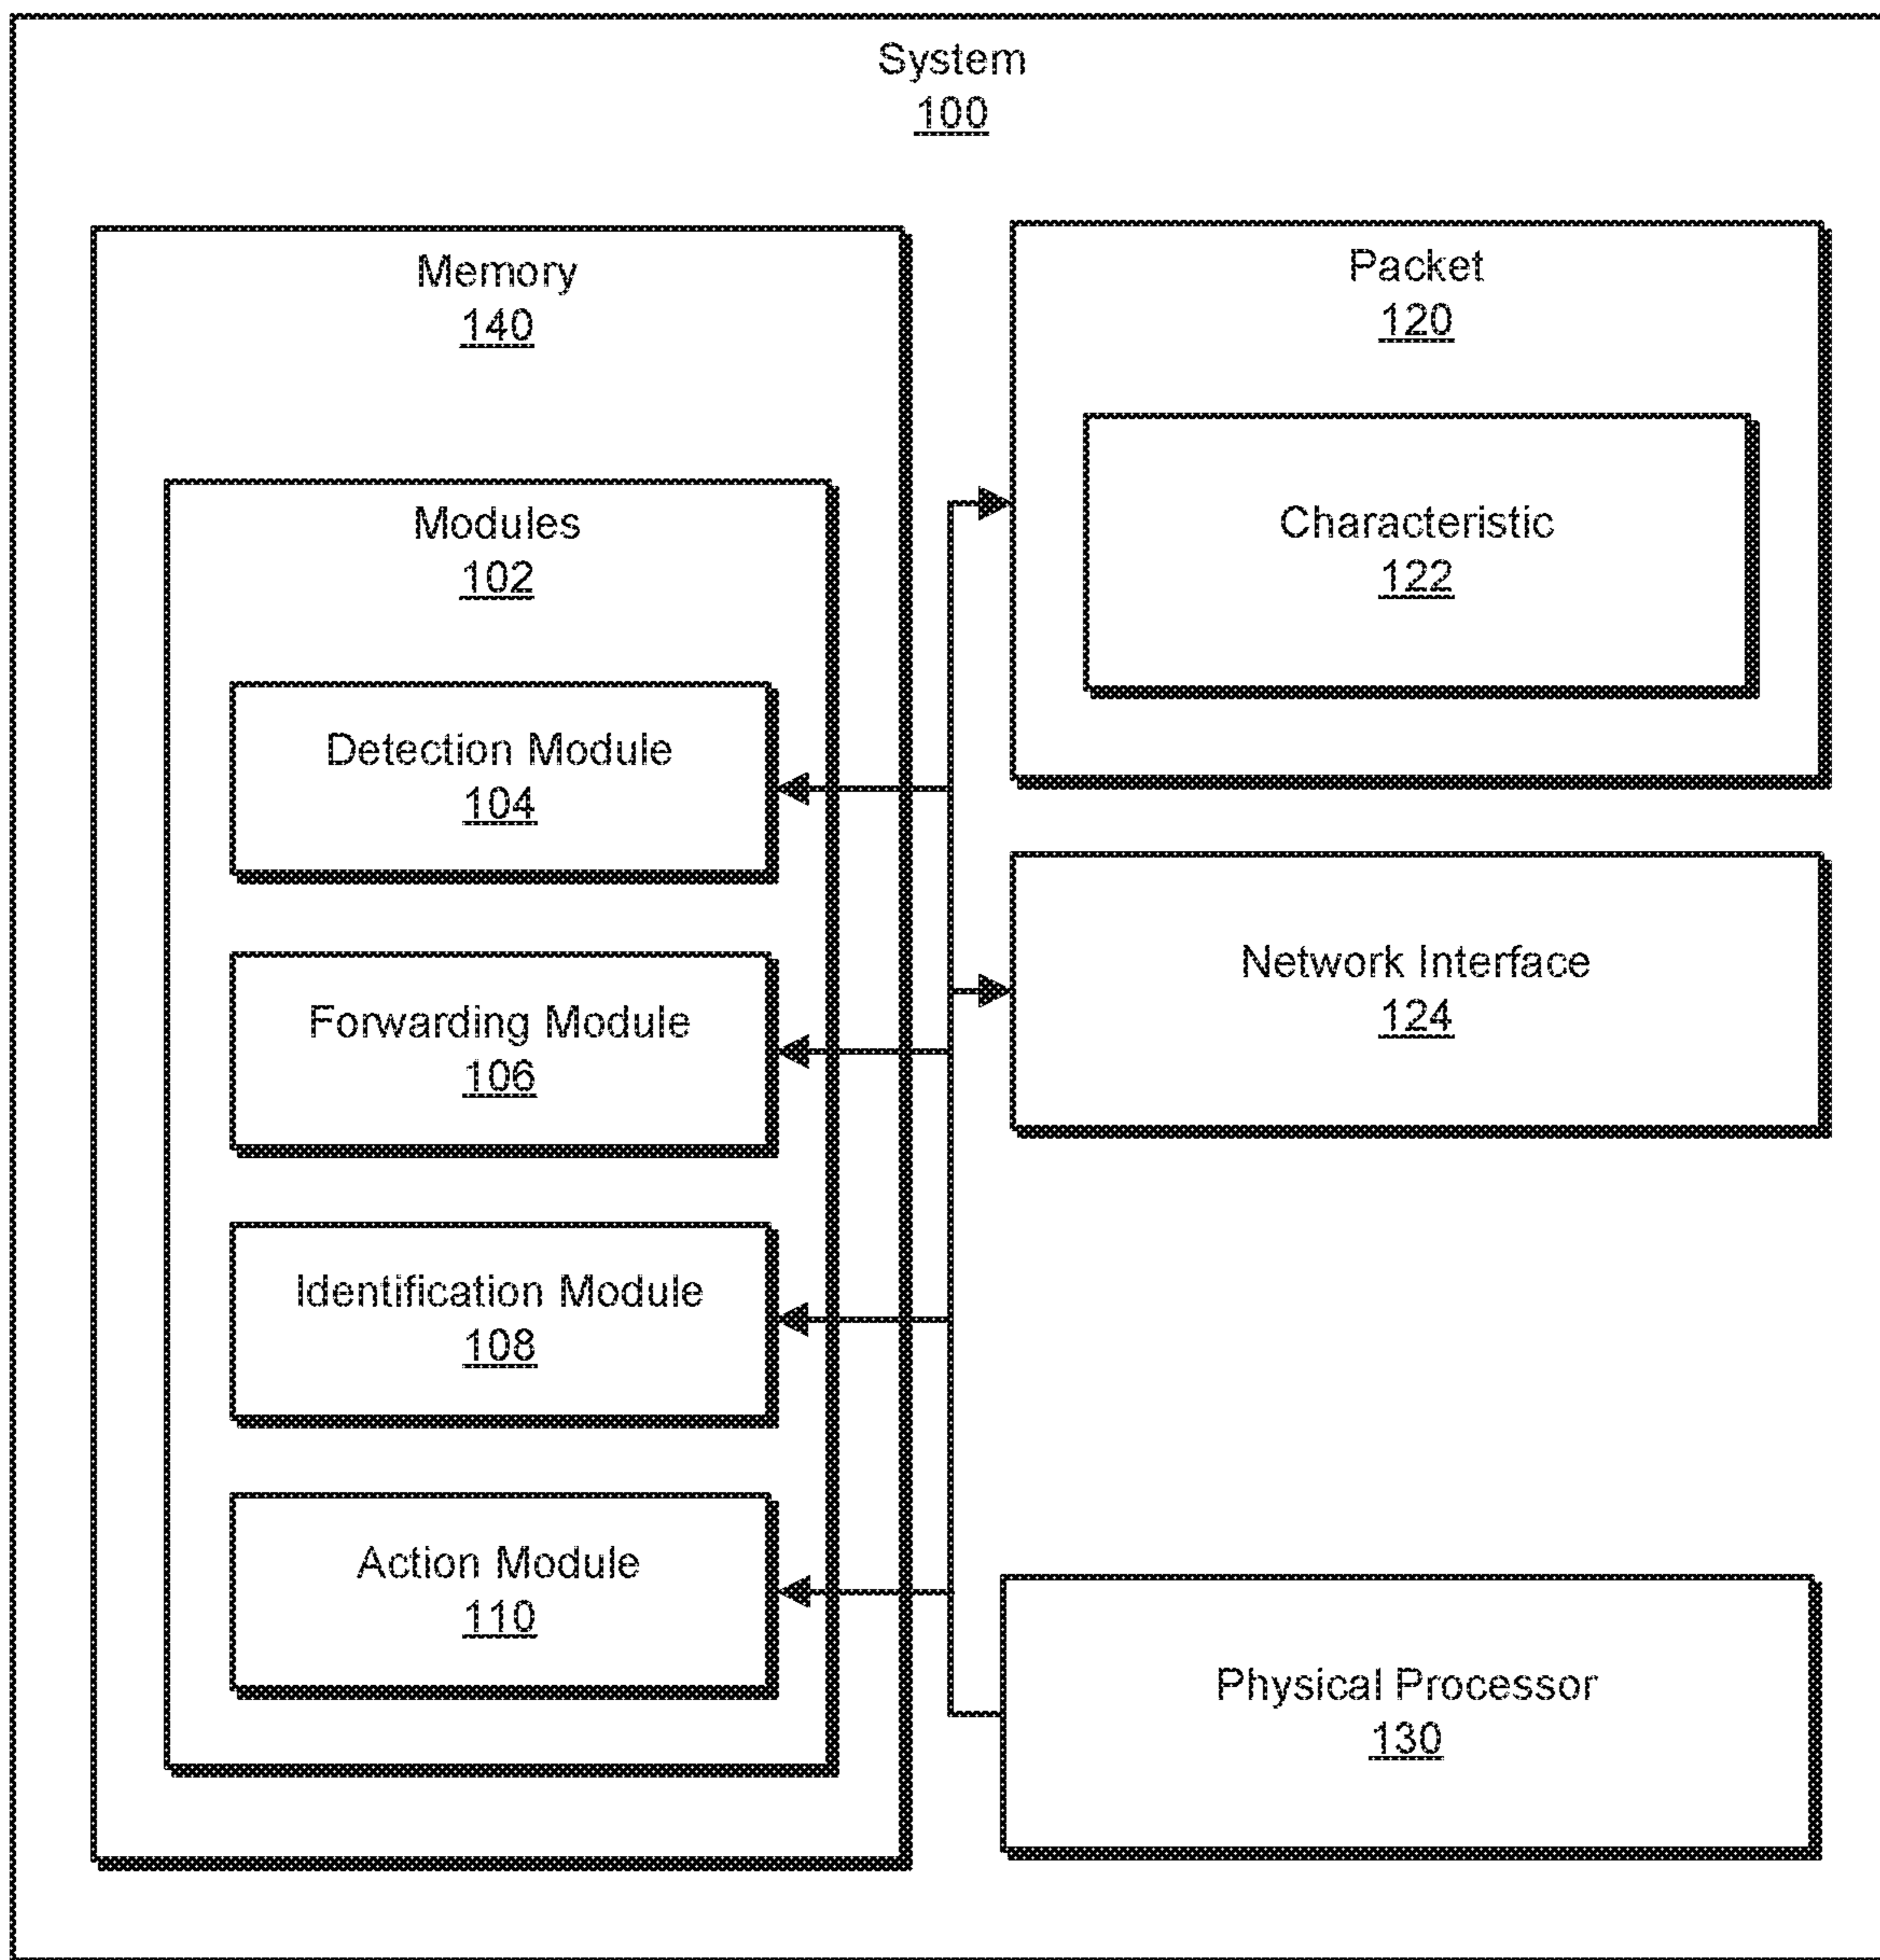 System
100
Memory
140
Modules
102
Detection Module
104
Forwarding Module
106
Identification Module
108
Action Module
110
Packet
120
Characteristic
122
Network Interface
124
Physical Processor
130